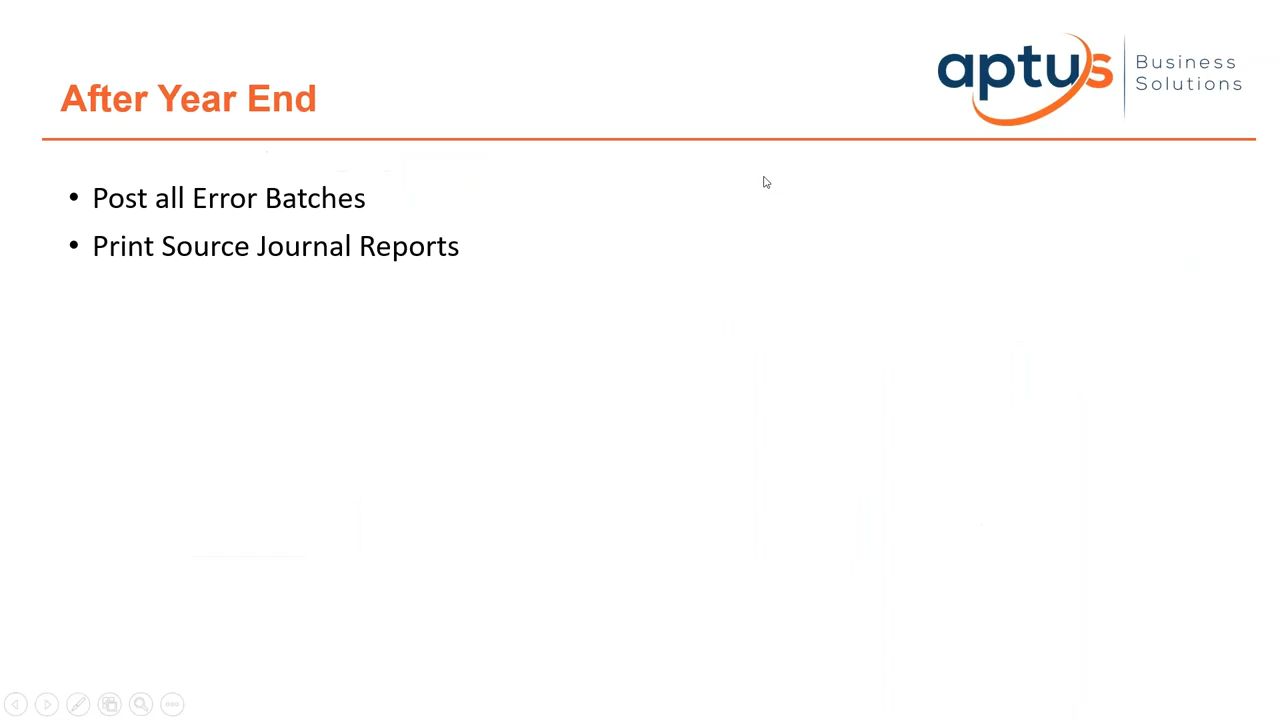 After Year End
aptus
Business
Solutions
• Post all Error Batches
• Print Source Journal Reports